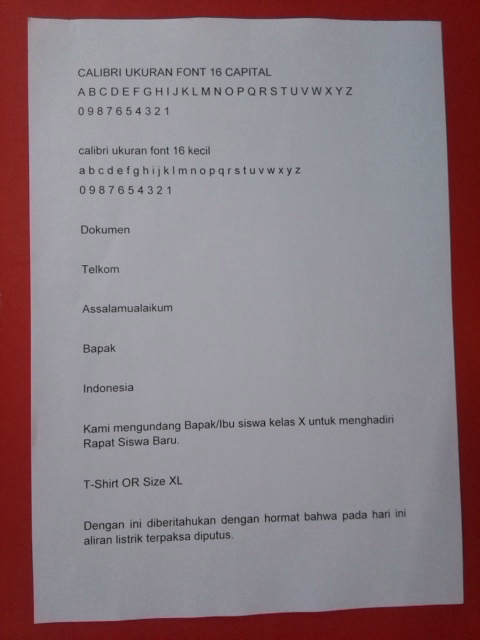 CALIBRI UKURAN FONT 16 CAPITAL
A B C D E F G H I J K L M N O P Q R S T U V W X Y Z
0 9 8 7 6 5 4 3 2 1
calibri ukuran font 16 kecil
a b c d e f g h i j k l m n o p q r s t u v w x y z
0 9 8 7 6 5 4 3 2 1
Dokumen
Telkom
Assalamualaikum
Bapak
Indonesia
Kami mengundang Bapak/Ibu siswa kelas X untuk menghadiri
Rapat Siswa Baru.
T-Shirt OR Size XL
Dengan ini diberitahukan dengan hormat bahwa pada hari ini
aliran listrik terpaksa diputus.